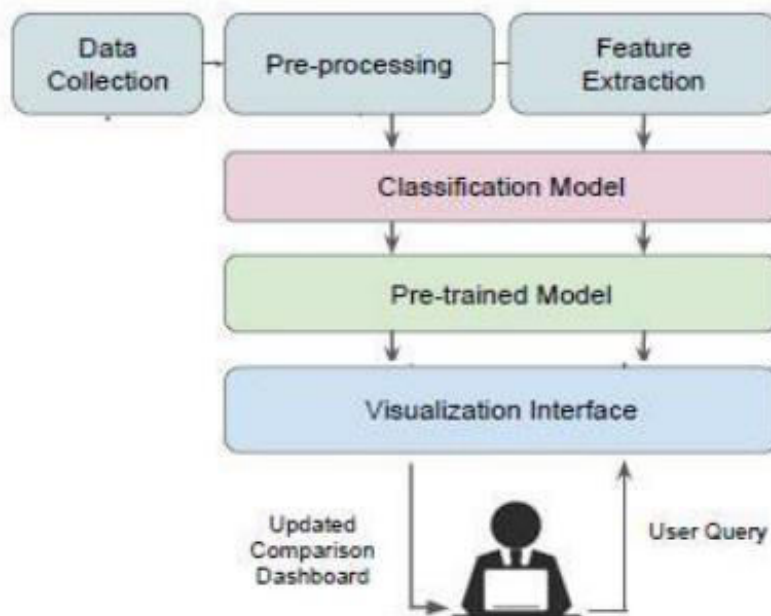 Data
Collection
Pre-processing
Feature
Extraction
Classification Model
Pre-trained Model
Visualization Interface
Updated
Comparison
Dashboard
User Query